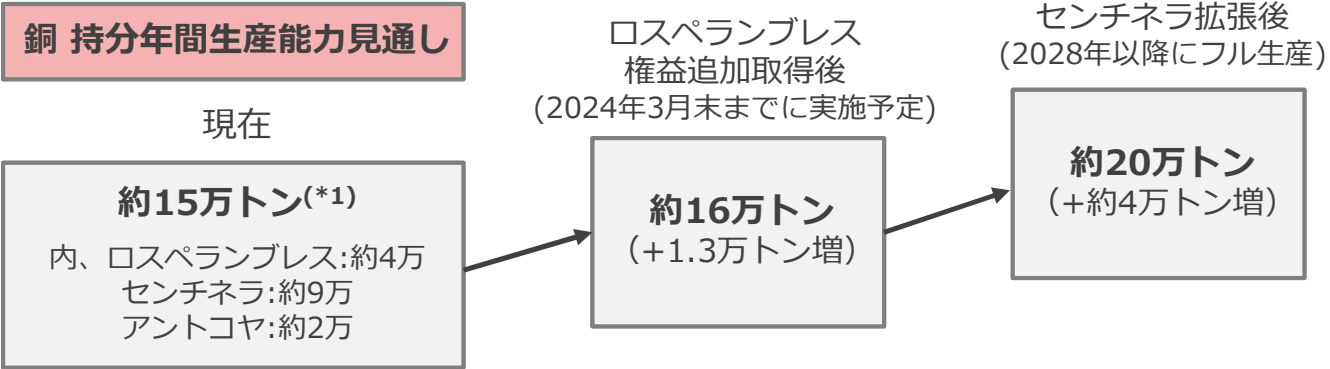 銅 持分年間生産能力見通し
現在
約15万トン(*1)
内、ロスペランブレス:約4万
センチネラ:約9万
アントコヤ:約2万
ロスペランブレス
権益追加取得後
(2024年3月末までに実施予定)
約16万トン
(+1.3万トン増)
センチネラ拡張後
(2028年以降にフル生産)
約20万トン
(+約4万トン増)